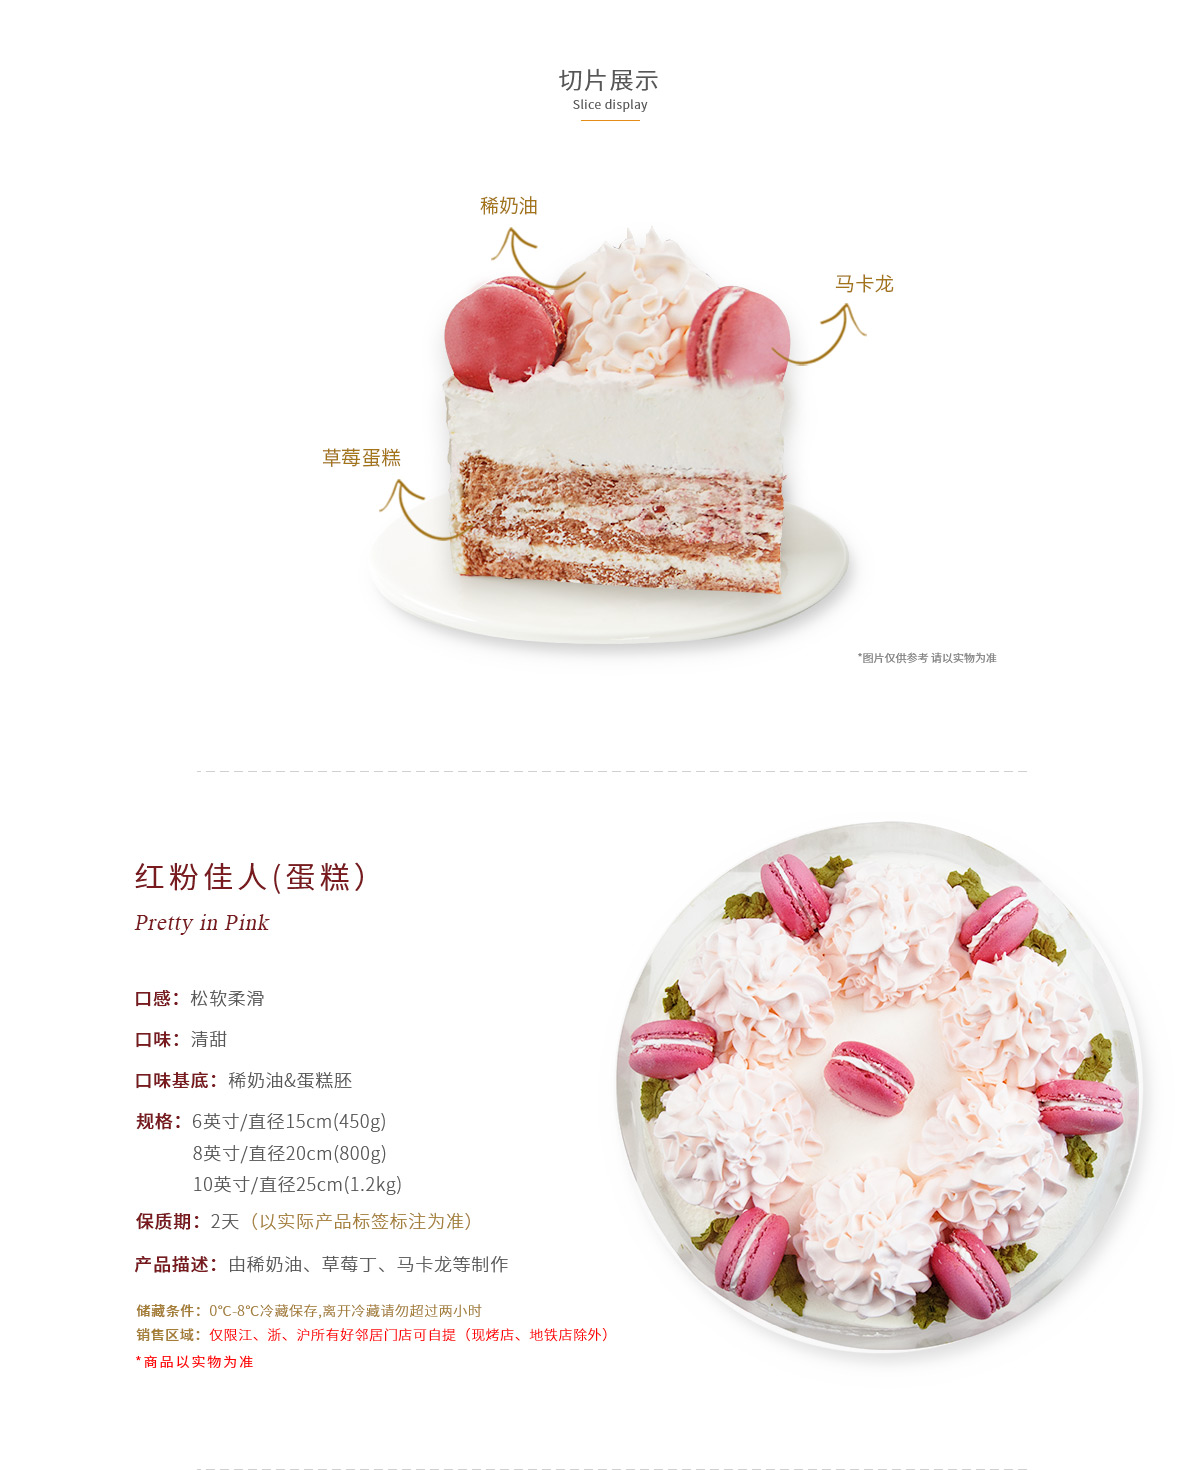 切片展示
Slice display
稀奶油
马卡龙
草莓蛋糕
*图片仅供参考 请以实物为准
红粉佳人(蛋糕）
Pretty in Pink
口感：松软柔滑
口味：清甜
口味基底：稀奶油&蛋糕胚
规格：6英寸/直径15cm(450g)
8英寸/直径20cm(800g)
10英寸/直径25cm(1.2kg)
保质期：2天（以实际产品标签标注为准）
产品描述：由稀奶油、草莓丁、马卡龙等制作
储藏条件：0℃-8℃冷藏保存,离开冷藏请勿超过两小时
销售区域：仅限江、浙、沪所有好邻居门店可自提（现烤店、地铁店除外）
*商品以实物为准